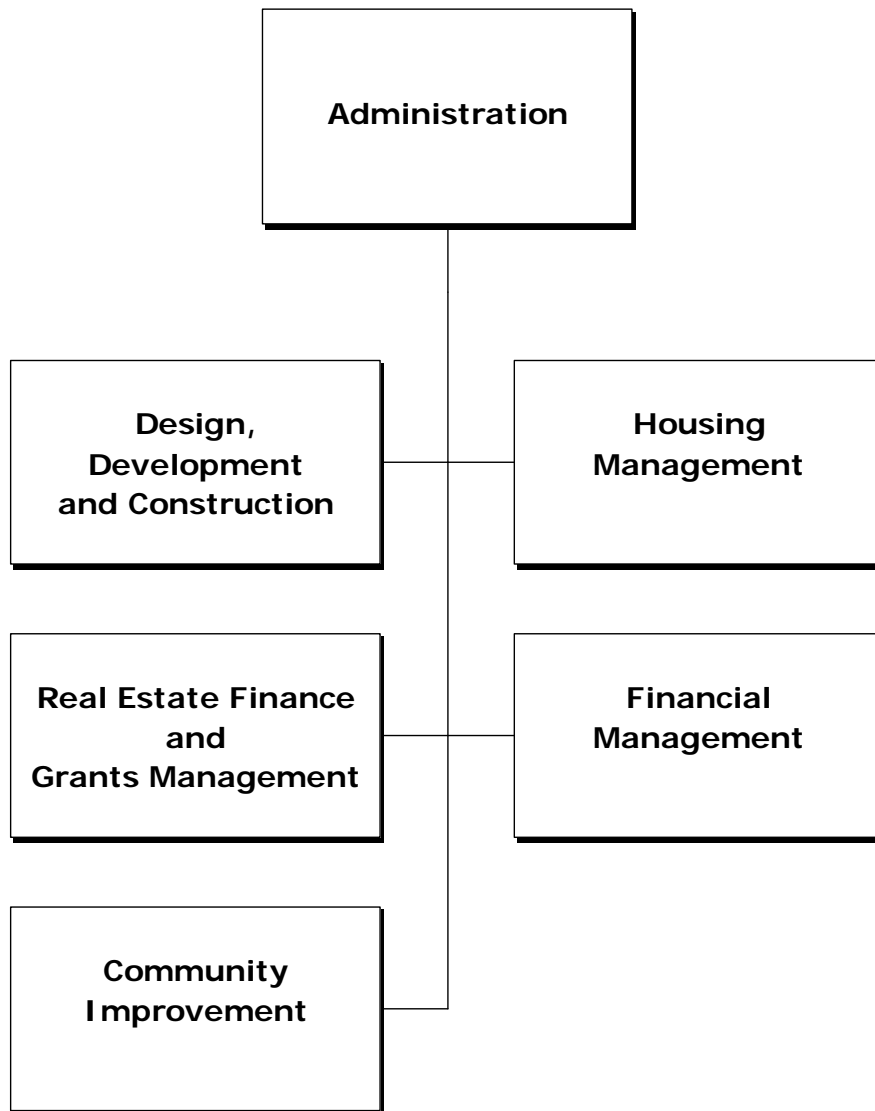 Administration
Design,
Development
and Construction
Housing
Management
Real Estate Finance
and
Grants Management
Financial
Management
Community
Improvement